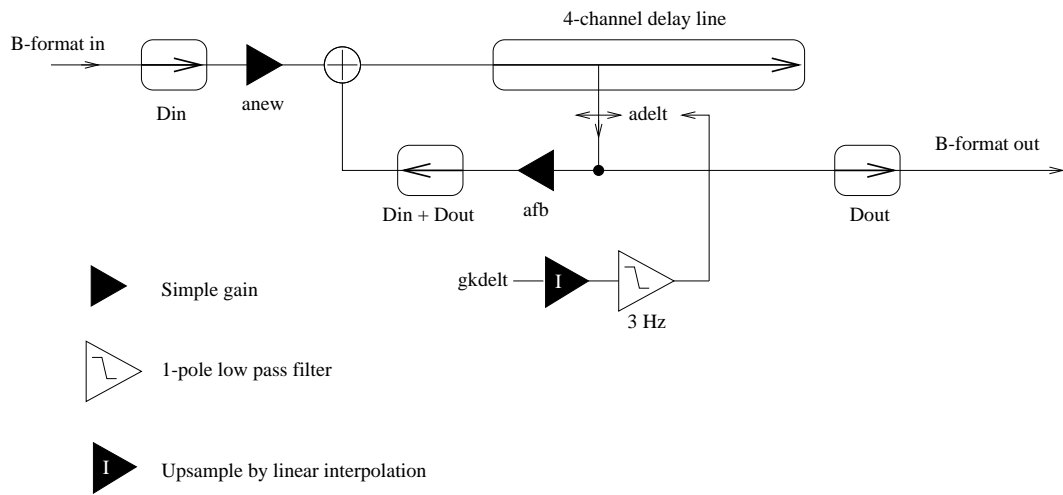 4-channel delay line
B-format in
Din
anew
adelt
B-format out
Din + Dout
afb
Dout
gkdelt
I
3 Hz
Simple gain
1-pole low pass filter
I
Upsample by linear interpolation